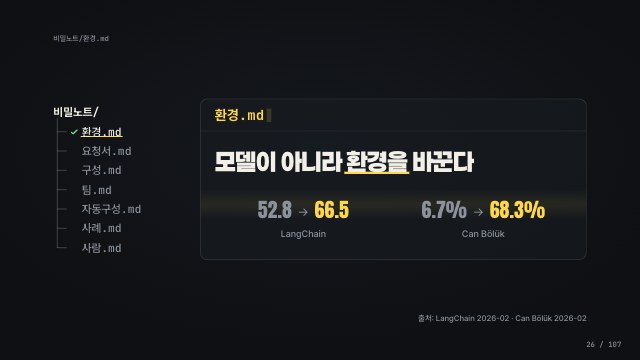 비밀노트/환경.md
비밀노트/
✓ 환경.md
요청서.md
구성.md
팀.md
자동구성.md
사례.md
사람.md
환경.md
모델이 아니라 환경을 바꾼다
52.8 → 66.5
LangChain
6.7% → 68.3%
Can Bölük
출처: LangChain 2026-02 · Can Bölük 2026-02
26 / 107